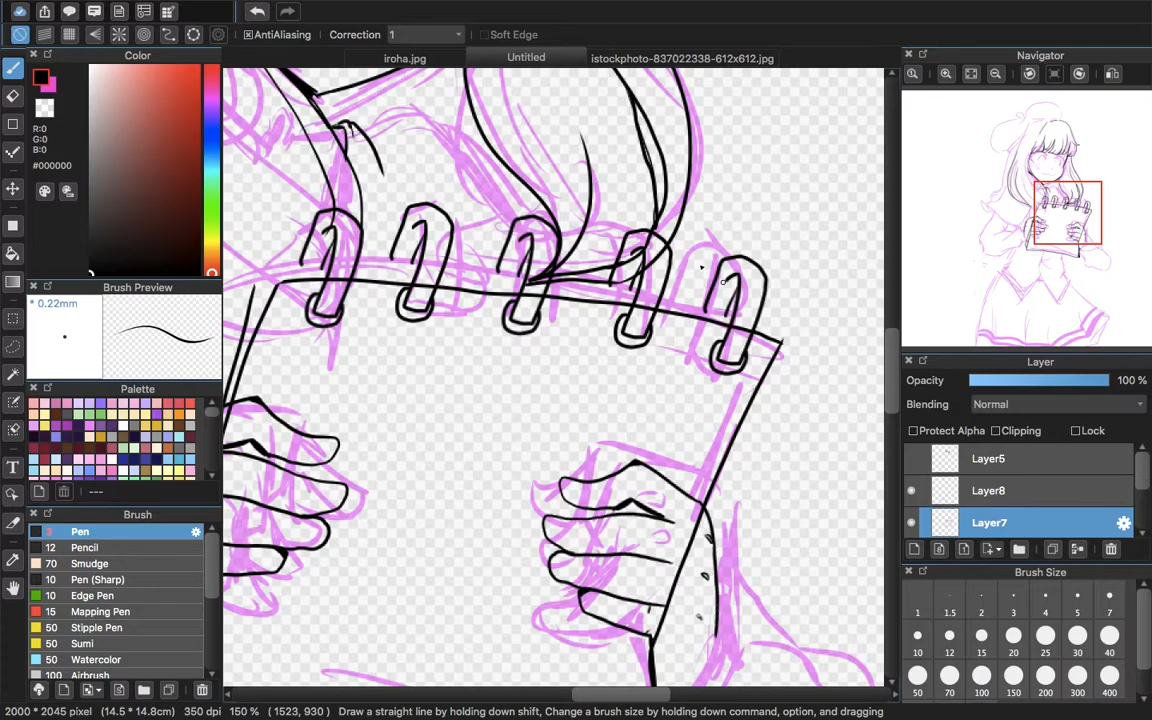 AntiAliasing Correction 1 Soft Edge
Color iroha.jpg Untitled istockphoto-837022338-612x612.jpg Navigator
R:0
G:0
B:0
#000000
Brush Preview
* 0.22mm
Palette
---
Brush
3 Pen
12 Pencil
70 Smudge
10 Pen (Sharp)
10 Edge Pen
15 Mapping Pen
50 Stipple Pen
50 Sumi
50 Watercolor
100 Airbrush
Layer
Opacity 100 %
Blending Normal
Protect Alpha Clipping Lock
Layer5
Layer8
Layer7
Brush Size
1 1.5 2 3 4 5 7
10 12 15 20 25 30 40
50 70 100 150 200 300 400
2000 * 2045 pixel (14.5 * 14.8cm) 350 dpi 150 % ( 1523, 930 ) Draw a straight line by holding down shift, Change a brush size by holding down command, option, and dragging